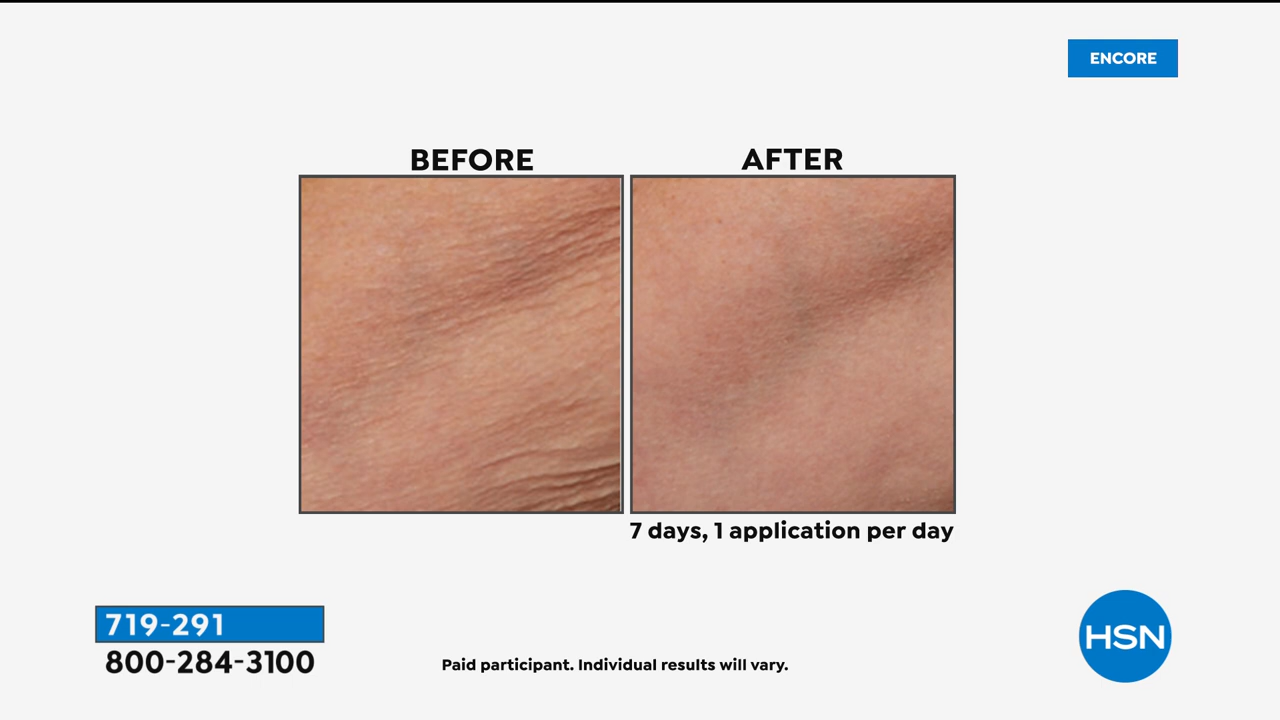 ENCORE
BEFORE
AFTER
7 days, 1 application per day
719-291
800-284-3100
Paid participant. Individual results will vary.
HSN